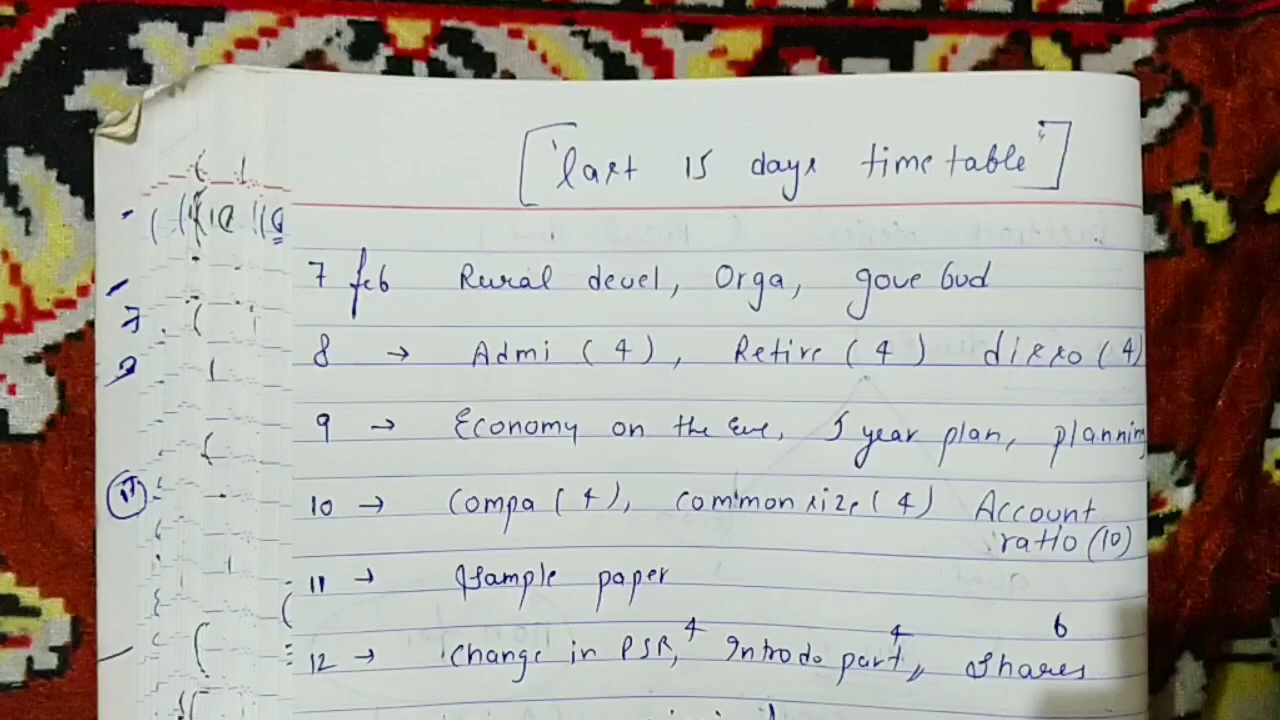 ["last 15 days time table"]
7 feb Rural devel, Orga, gove bud
8 → Admi (4), Retire (4) disso (4)
9 → Economy on the Eve, 5 year plan, planning
10 → Compa (4), common size (4) Account
ratio (10)
11 → Sample paper
12 → Change in PSR, 4 Introdo part, 4 Shares 6